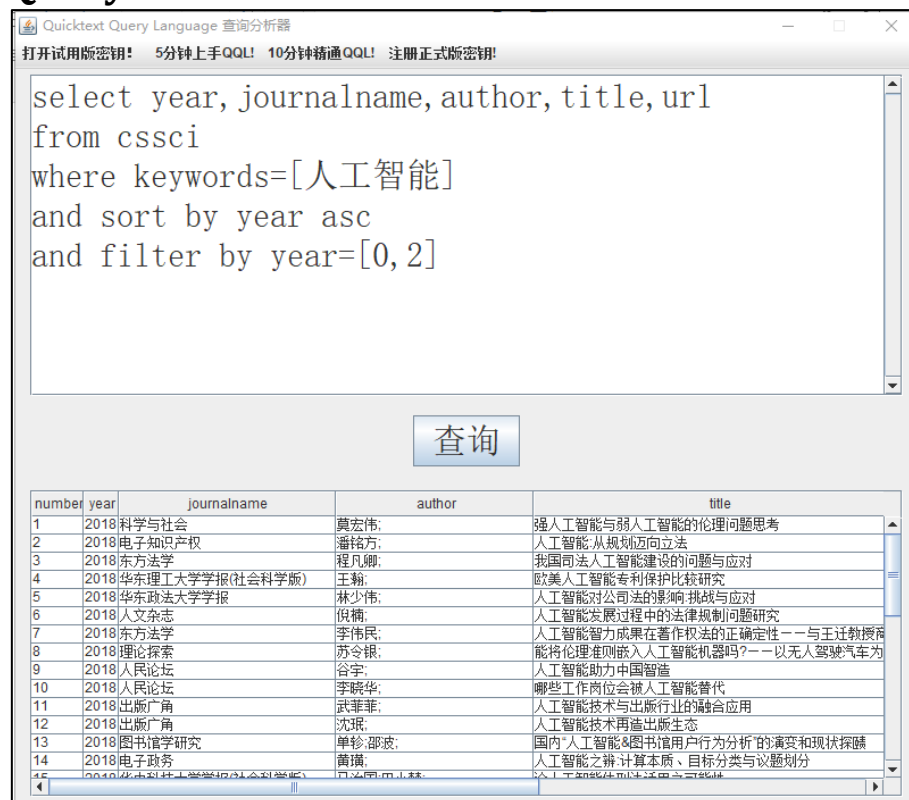 Quicktext Query Language 查询分析器
打开试用版密钥! 5分钟上手QQL! 10分钟精通QQL! 注册正式版密钥!
select year,journalname,author,title,url
from cssci
where keywords=[人工智能]
and sort by year asc
and filter by year=[0,2]
查询
number year journalname author title
1 2018 科学与社会 莫宏伟; 强人工智能与弱人工智能的伦理问题思考
2 2018 电子知识产权 潘铭方; 人工智能:从规划迈向立法
3 2018 东方法学 程凡卿; 我国司法人工智能建设的问题与应对
4 2018 华东理工大学学报(社会科学版) 王翰; 欧美人工智能专利保护比较研究
5 2018 华东政法大学学报 林少伟; 人工智能对公司法的影响:挑战与应对
6 2018 人文杂志 倪楠; 人工智能发展过程中的法律规制问题研究
7 2018 东方法学 李伟民; 人工智能智力成果在著作权法的正确定性——与王迁教授商
8 2018 理论探索 苏令银; 能将伦理准则嵌入人工智能机器吗?——以无人驾驶汽车为
9 2018 人民论坛 谷宇; 人工智能助力中国智造
10 2018 人民论坛 李晓华; 哪些工作岗位会被人工智能替代
11 2018 出版广角 武菲菲; 人工智能技术与出版行业的融合应用
12 2018 出版广角 沈珉; 人工智能技术再造出版生态
13 2018 图书馆学研究 单轸;邵波; 国内“人工智能&图书馆用户行为分析”的演变和现状探赜
14 2018 电子政务 黄璜; 人工智能之辨:计算本质、目标分类与议题划分